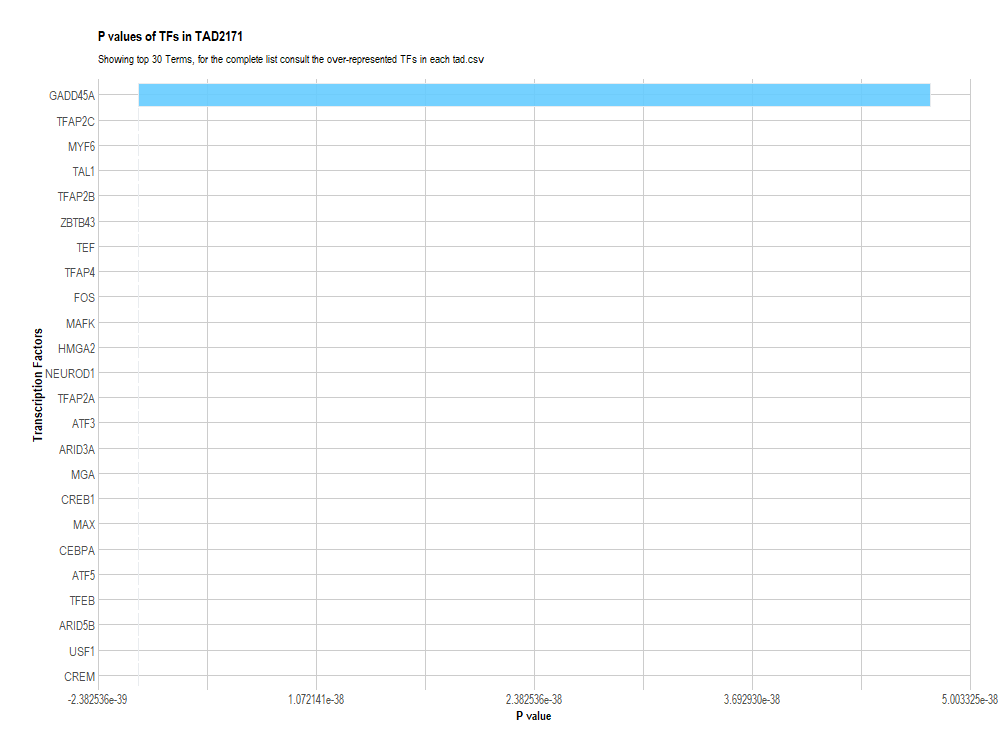 P values of TFs in TAD2171
Showing top 30 Terms, for the complete list consult the over-represented TFs in each tad.csv
GADD45A
TFAP2C
MYF6
TAL1
TFAP2B
ZBTB43
TEF
TFAP4
FOS
MAFK
HMGA2
NEUROD1
TFAP2A
ATF3
ARID3A
MGA
CREB1
MAX
CEBPA
ATF5
TFEB
ARID5B
USF1
CREM
Transcription Factors
-2.382536e-39 1.072141e-38 2.382536e-38 3.692930e-38 5.003325e-38
P value